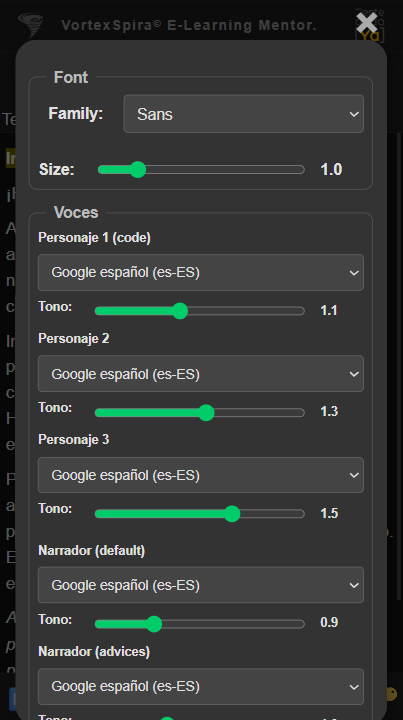 VortexSpira© E-Learning Mentor.
Font
Family: Sans
Size: 1.0
Voces
Personaje 1 (code)
Google español (es-ES)
Tono: 1.1
Personaje 2
Google español (es-ES)
Tono: 1.3
Personaje 3
Google español (es-ES)
Tono: 1.5
Narrador (default)
Google español (es-ES)
Tono: 0.9
Narrador (advices)
Google español (es-ES)
Tono: